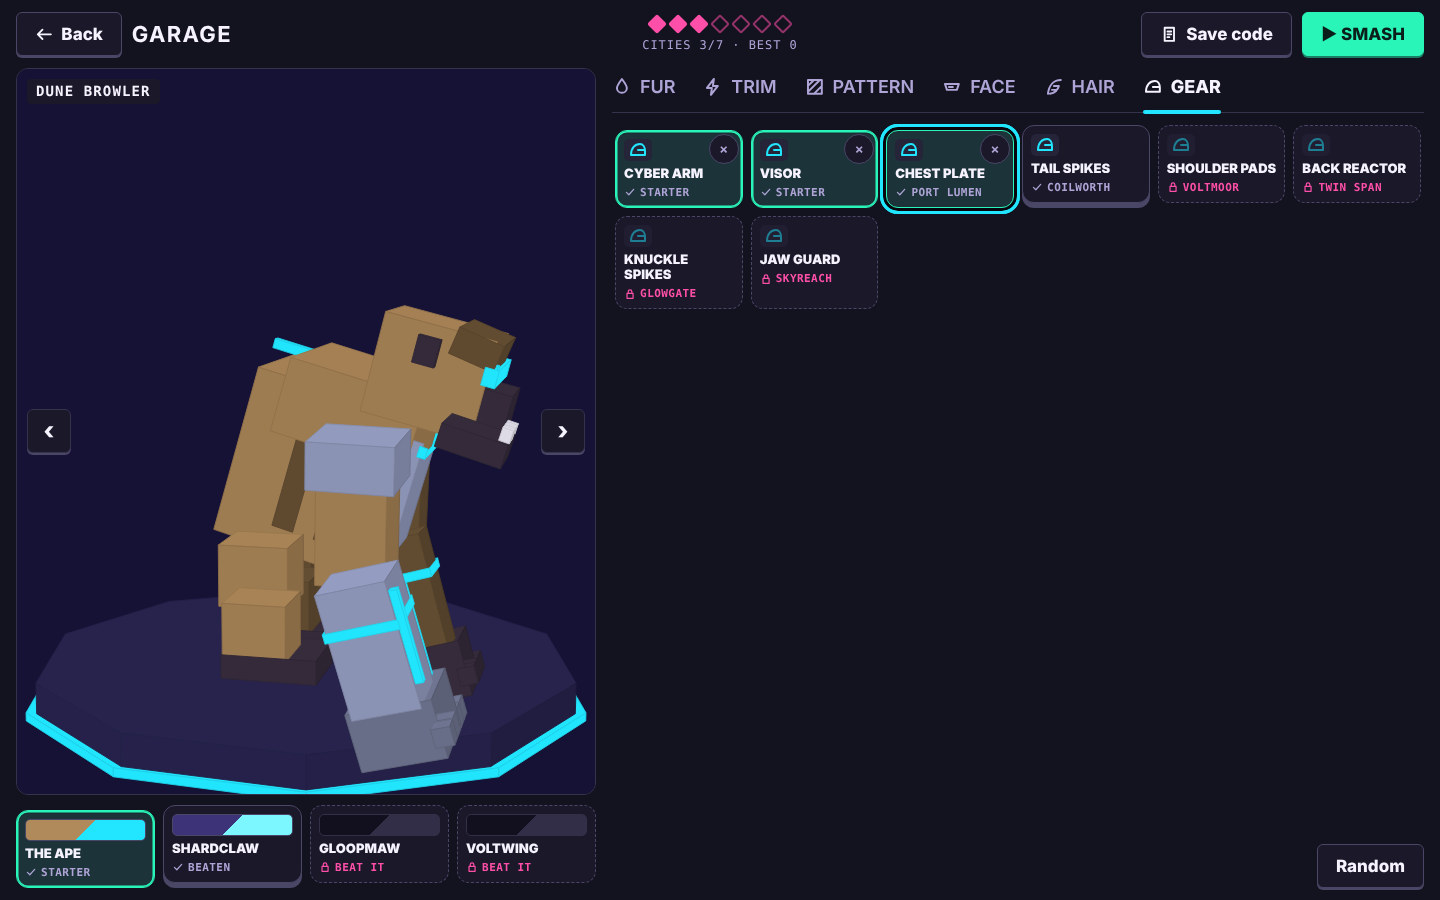 Back
GARAGE
CITIES 3/7 · BEST 0
Save code
SMASH
DUNE BROWLER
FUR
TRIM
PATTERN
FACE
HAIR
GEAR
CYBER ARM
STARTER
VISOR
STARTER
CHEST PLATE
PORT LUMEN
TAIL SPIKES
COILWORTH
SHOULDER PADS
VOLTMOOR
BACK REACTOR
TWIN SPAN
KNUCKLE
SPIKES
GLOWGATE
JAW GUARD
SKYREACH
THE APE
STARTER
SHARDCLAW
BEATEN
GLOOPMAW
BEAT IT
VOLTWING
BEAT IT
Random